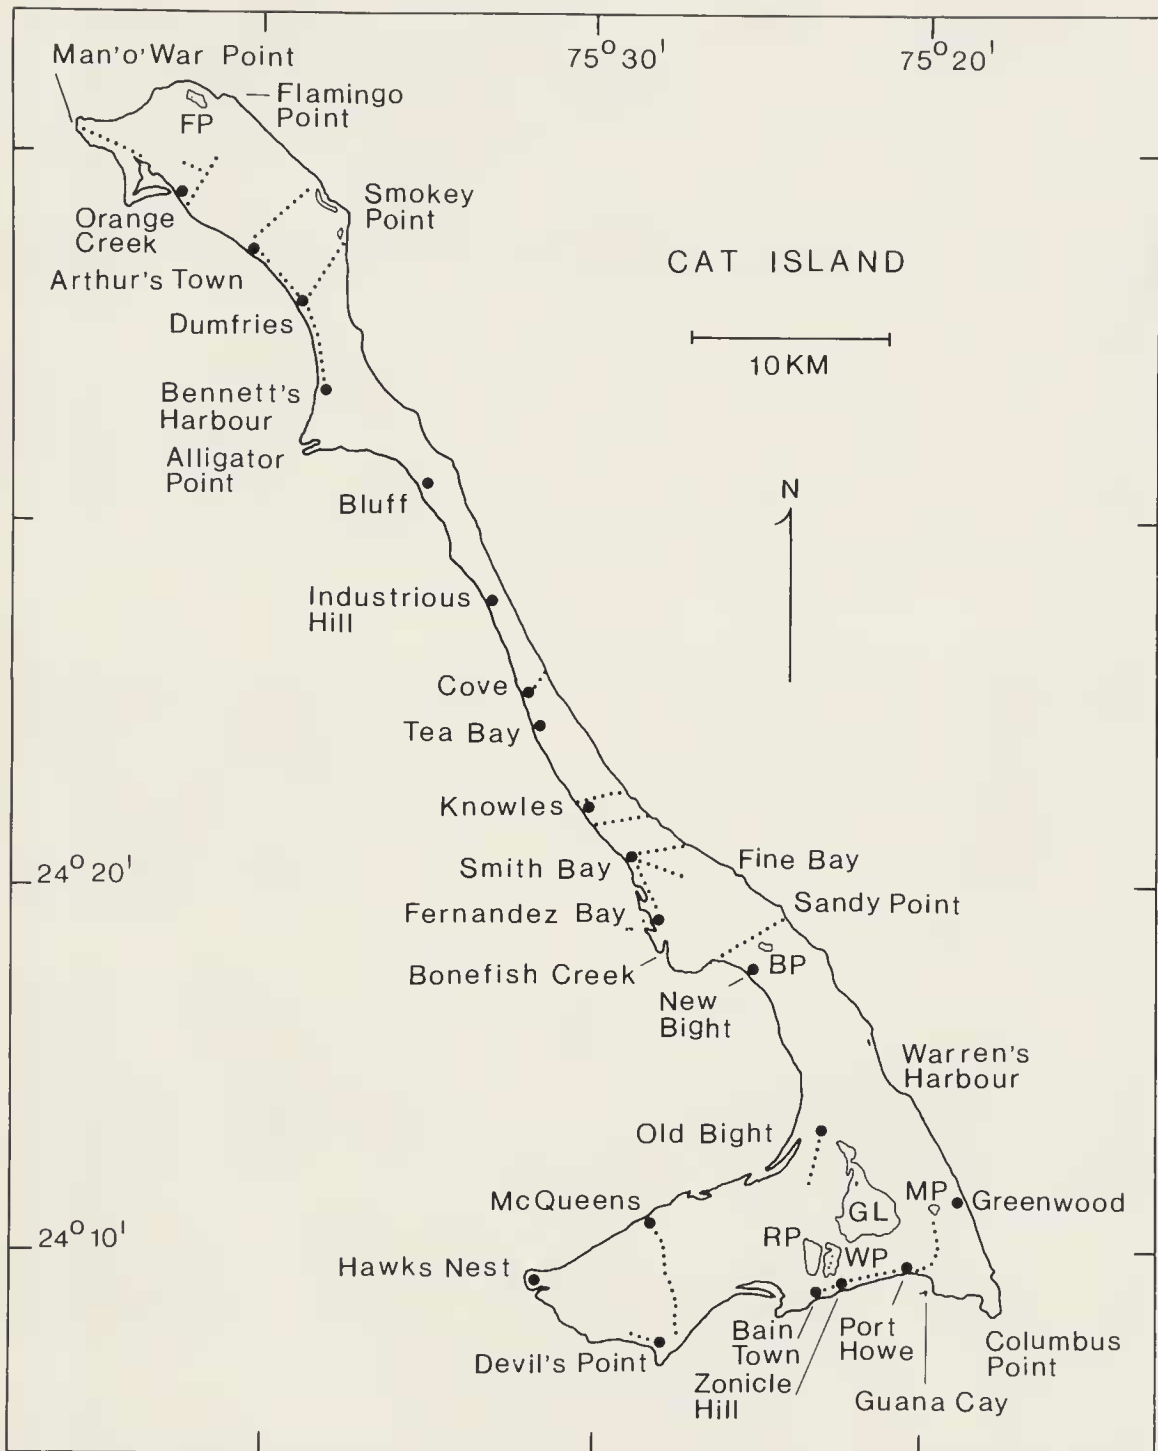 75° 30'
75° 20'
Man'o'War Point
Flamingo
Point
FP
Smokey
Point
Orange
Creek
CAT ISLAND
Arthur's Town
Dumfries
10 KM
Bennett's
Harbour
Alligator
Point
Bluff
N
Industrious
Hill
Cove
Tea Bay
Knowles
24° 20'
Smith Bay
Fine Bay
Fernandez Bay
Sandy Point
Bonefish Creek
BP
New
Bight
Warren's
Harbour
Old Bight
McQueens
MP
Greenwood
GL
24° 10'
RP
WP
Hawks Nest
Devil's Point
Bain
Town
Port
Howe
Columbus
Point
Zonicle
Hill
Guana Cay